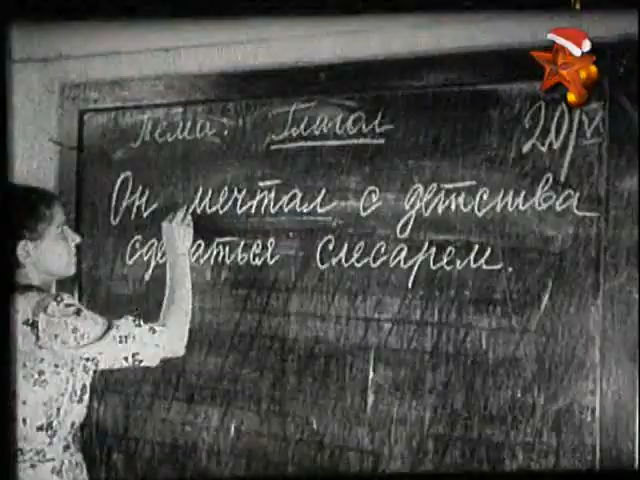 Тема: Глагол 20/V
Он мечтал с детства
сделаться слесарем.